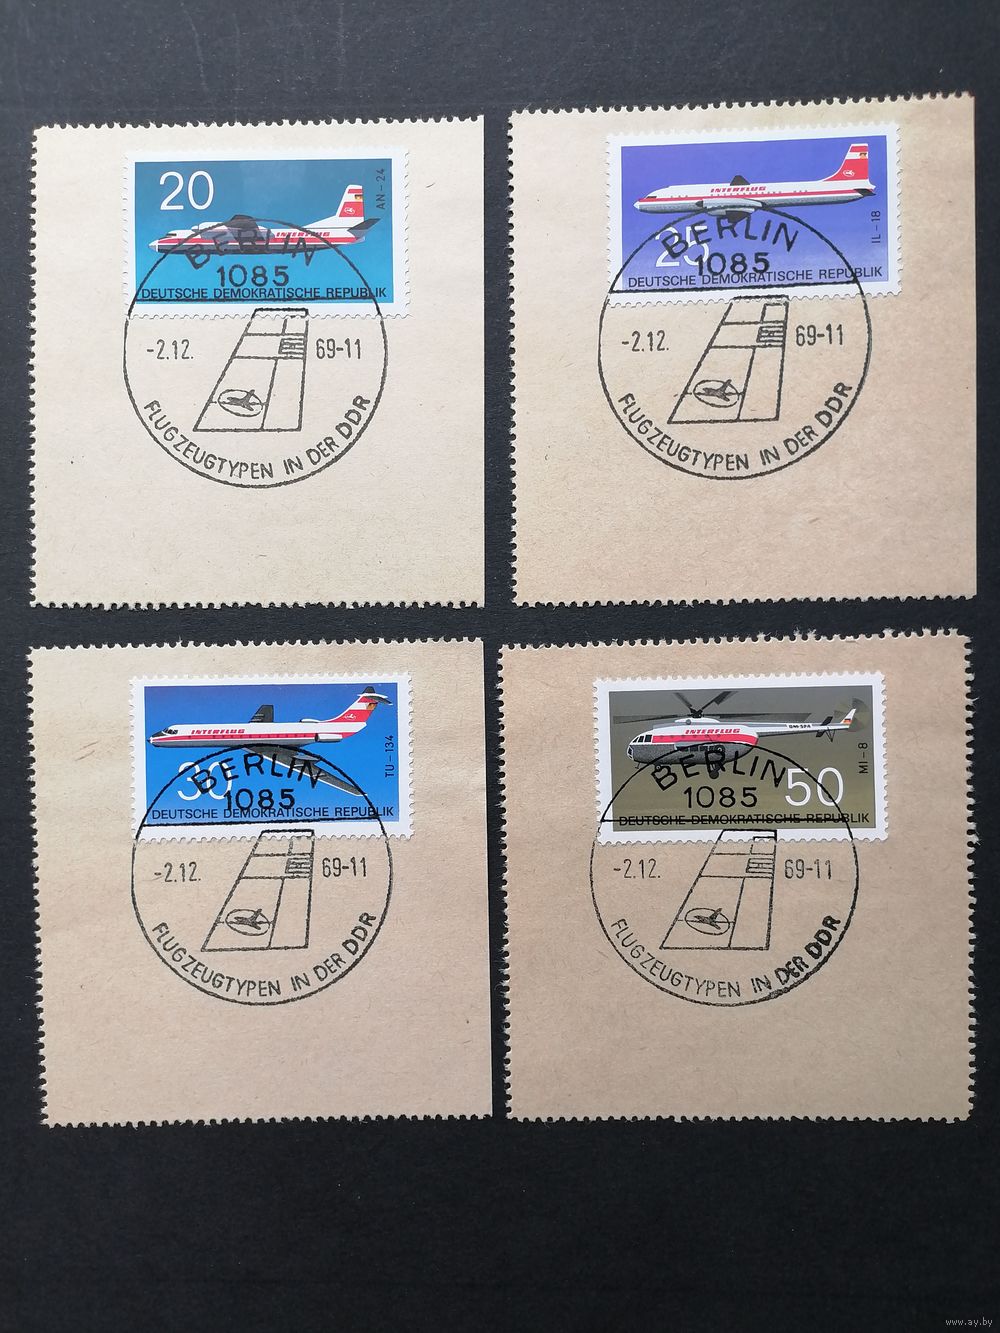 20
AN-24
INTERFLUG
BERLIN
1085
DEUTSCHE DEMOKRATISCHE REPUBLIK
-2.12. 69-11
FLUGZEUGTYPEN IN DER DDR
INTERFLUG
IL-18
25
BERLIN
1085
DEUTSCHE DEMOKRATISCHE REPUBLIK
-2.12. 69-11
FLUGZEUGTYPEN IN DER DDR
INTERFLUG
TU-134
30
BERLIN
1085
DEUTSCHE DEMOKRATISCHE REPUBLIK
-2.12. 69-11
FLUGZEUGTYPEN IN DER DDR
INTERFLUG
MI-8
BERLIN
1085
50
DEUTSCHE DEMOKRATISCHE REPUBLIK
-2.12. 69-11
FLUGZEUGTYPEN IN DER DDR
www.ay.by